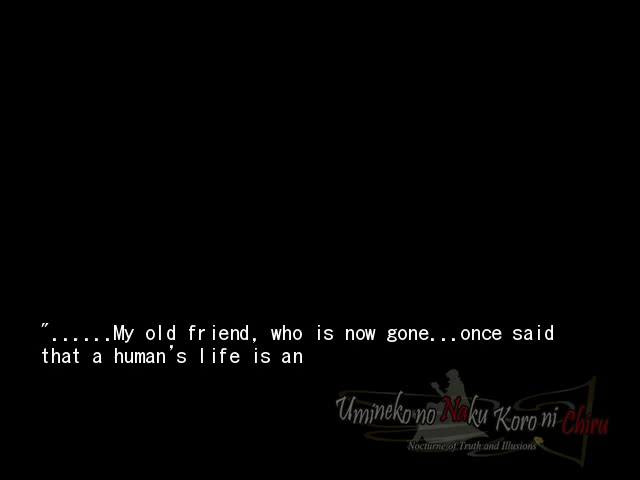 "......My old friend, who is now gone...once said
that a human's life is an
Umineko no Naku Koro ni Chiru
Nocturne of Truth and Illusions